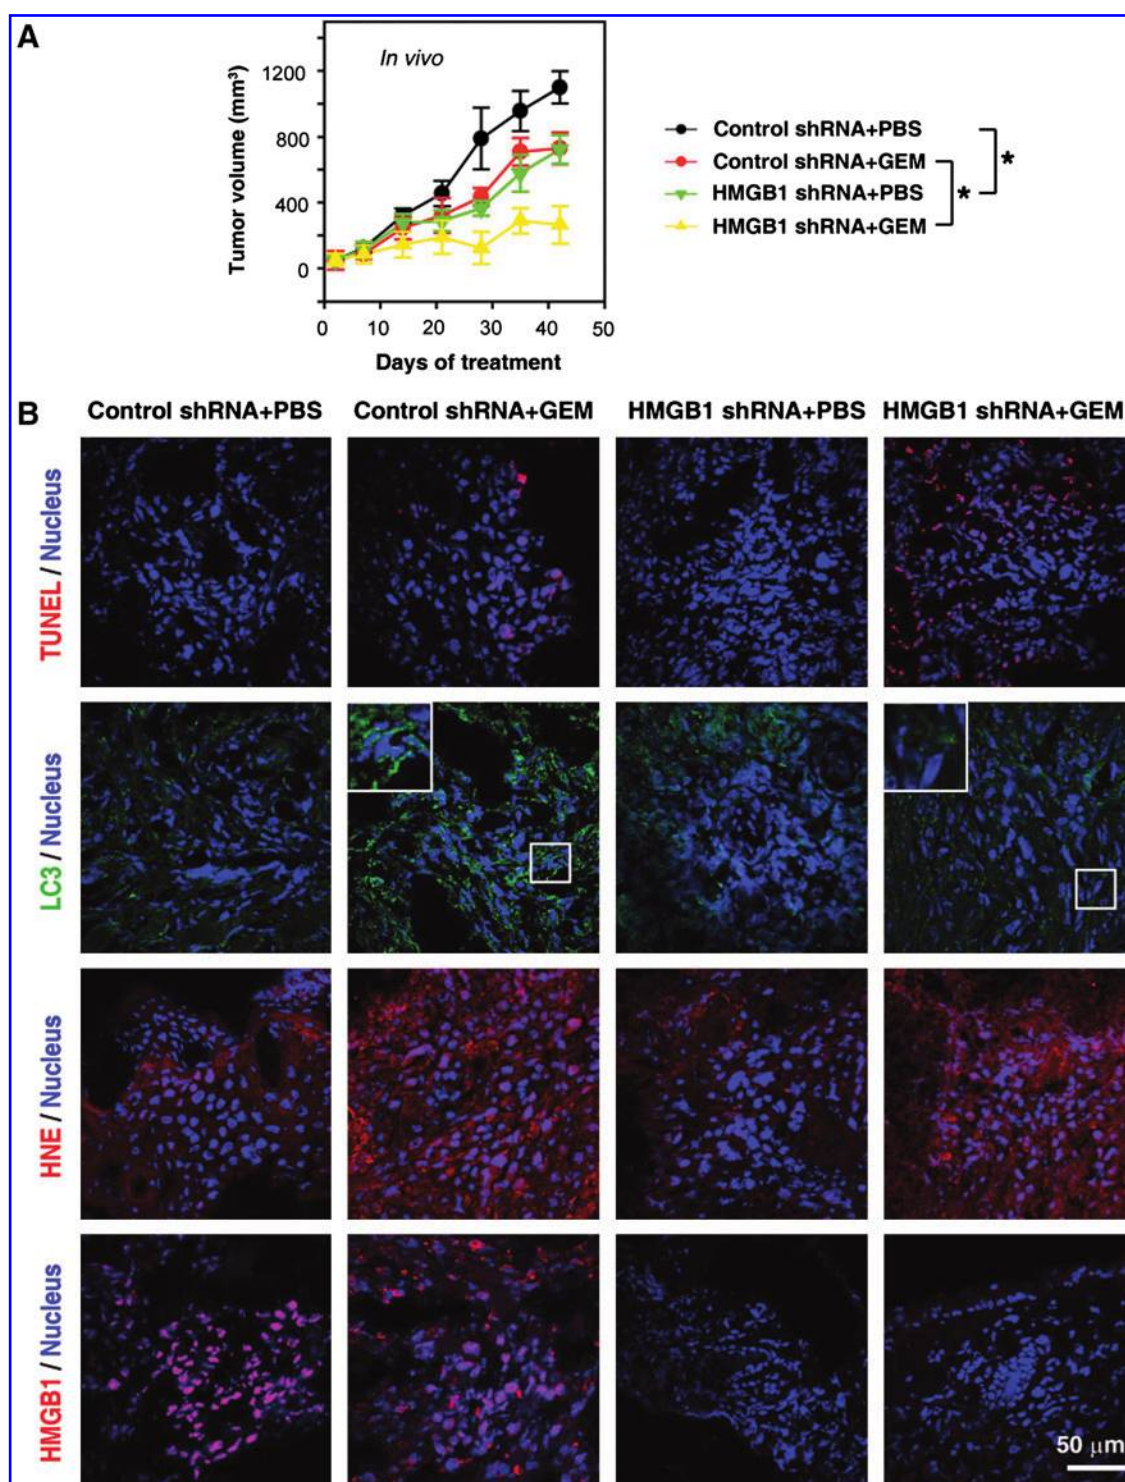 A
In vivo
Tumor volume (mm³)
1200
800
400
0
0 10 20 30 40 50
Days of treatment
Control shRNA+PBS
Control shRNA+GEM
HMGB1 shRNA+PBS
HMGB1 shRNA+GEM
*
*
B
Control shRNA+PBS Control shRNA+GEM HMGB1 shRNA+PBS HMGB1 shRNA+GEM
TUNEL / Nucleus
LC3 / Nucleus
HNE / Nucleus
HMGB1 / Nucleus
50 µm